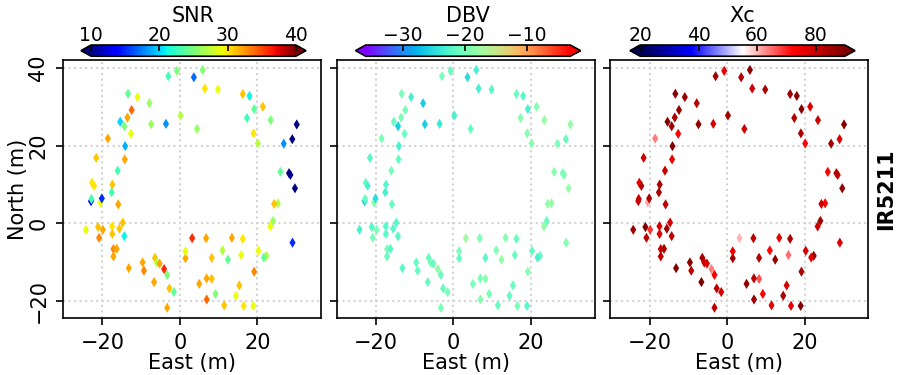 SNR DBV Xc
10 20 30 40 −30 −20 −10 20 40 60 80
40
20
0
−20
North (m)
IR5211
−20 0 20 −20 0 20 −20 0 20
East (m) East (m) East (m)